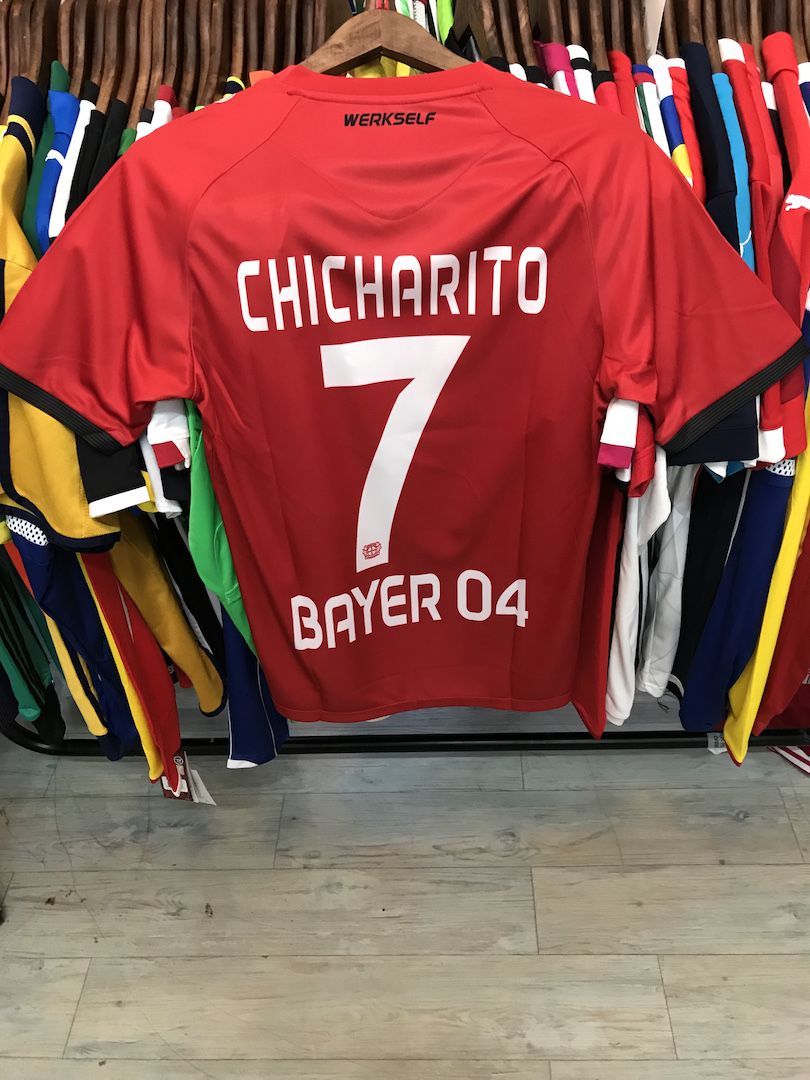 WERKSELF
CHICHARITO
7
BAYER 04